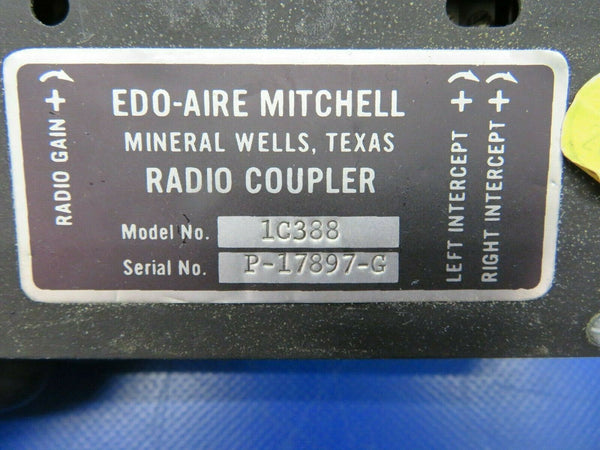 EDO-AIRE MITCHELL
MINERAL WELLS, TEXAS
RADIO COUPLER
Model No. 1C388
Serial No. P-17897-G
RADIO GAIN +
LEFT INTERCEPT +
RIGHT INTERCEPT +